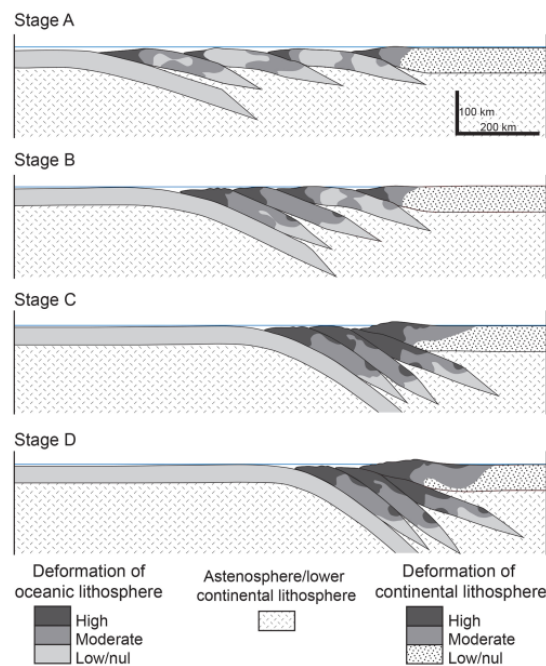 Stage A
100 km
200 km
Stage B
Stage C
Stage D
Deformation of
oceanic lithosphere
High
Moderate
Low/nul
Astenosphere/lower
continental lithosphere
Deformation of
continental lithosphere
High
Moderate
Low/nul